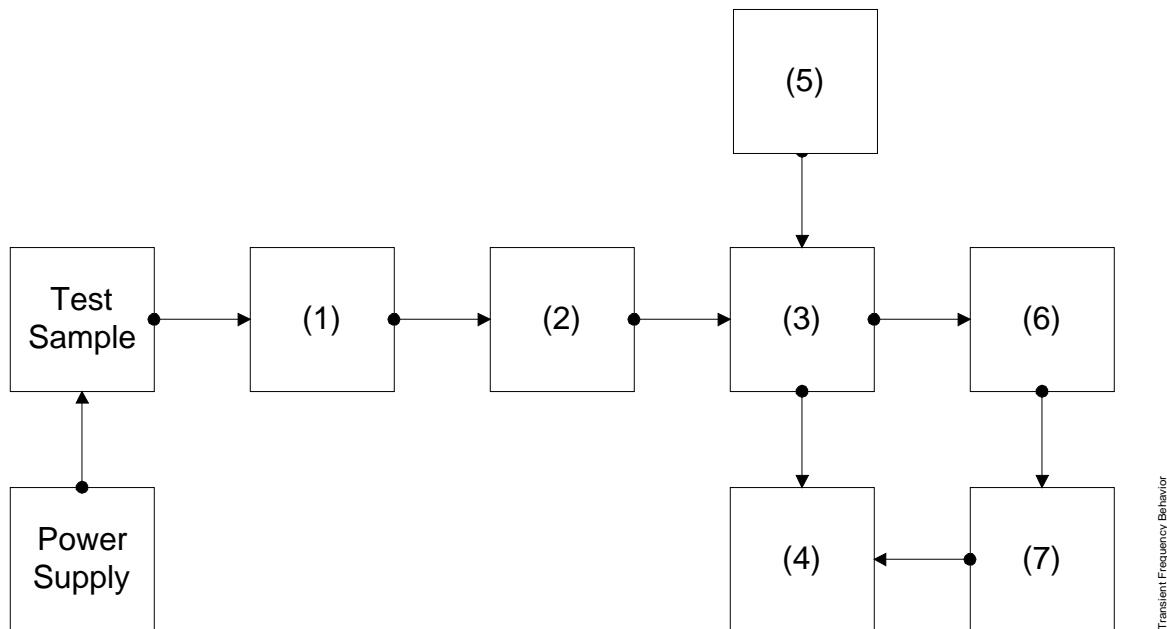 (5)
Test
Sample
(1)
(2)
(3)
(6)
Power
Supply
(4)
(7)
Transient Frequency Behavior